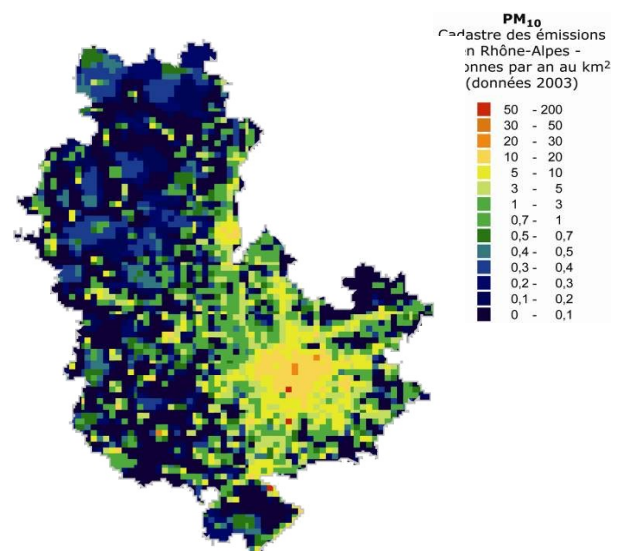 PM10
Cadastre des émissions
en Rhône-Alpes -
onnes par an au km²
(données 2003)
50 - 200
30 - 50
20 - 30
10 - 20
5 - 10
3 - 5
1 - 3
0,7 - 1
0,5 - 0,7
0,4 - 0,5
0,3 - 0,4
0,2 - 0,3
0,1 - 0,2
0 - 0,1